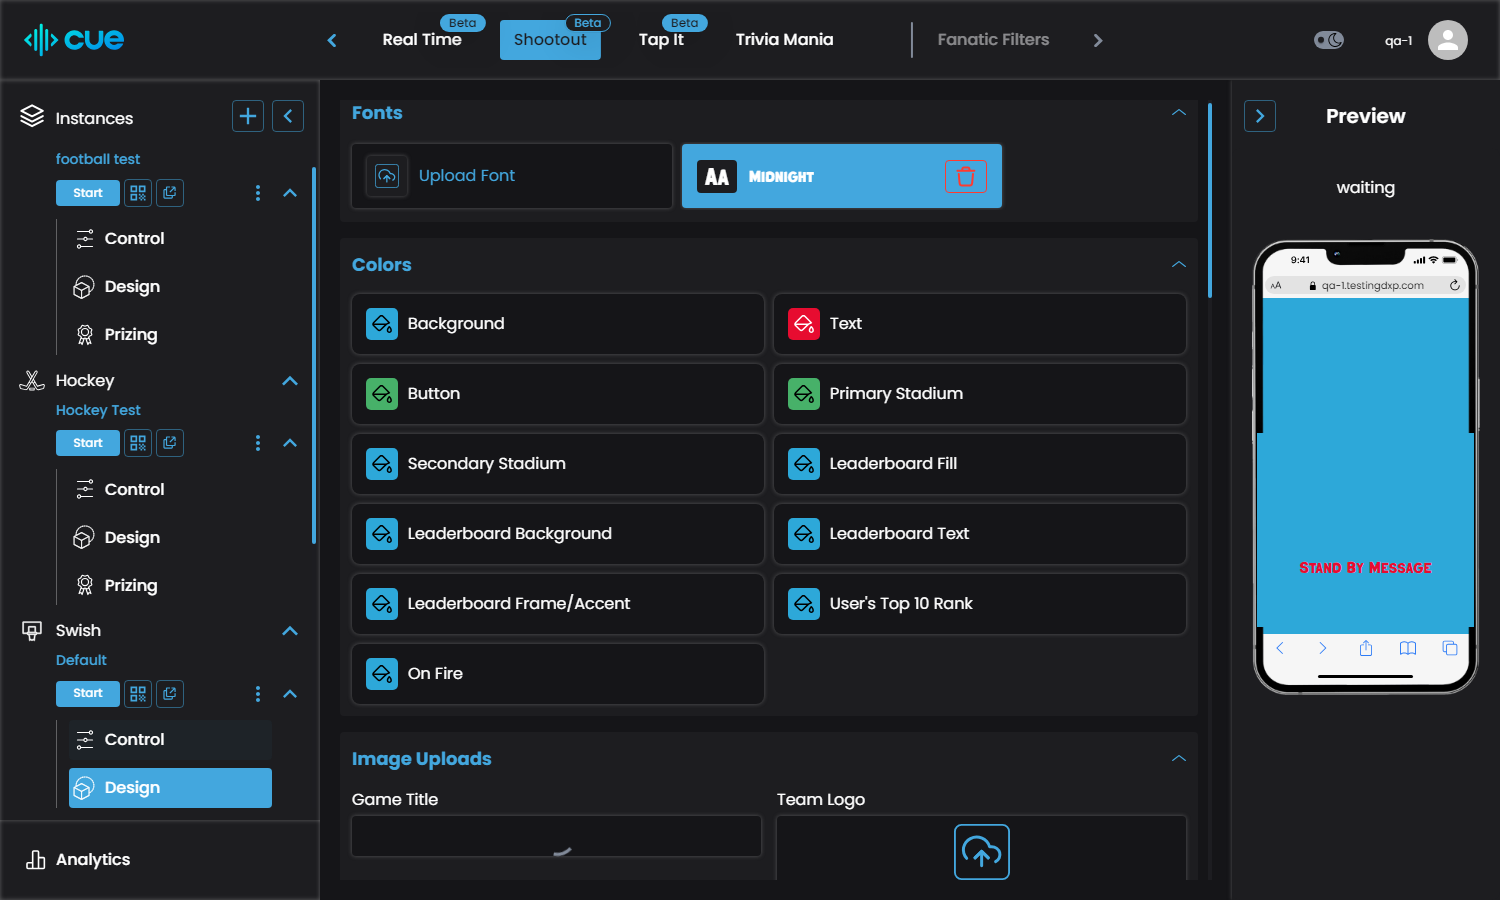 cue
Real Time
Beta
Shootout
Beta
Tap It
Beta
Trivia Mania
Fanatic Filters
qa-1
Instances
football test
Start
Control
Design
Prizing
Hockey
Hockey Test
Start
Control
Design
Prizing
Swish
Default
Start
Control
Design
Analytics
Fonts
Upload Font
AA
Midnight
Colors
Background
Text
Button
Primary Stadium
Secondary Stadium
Leaderboard Fill
Leaderboard Background
Leaderboard Text
Leaderboard Frame/Accent
User's Top 10 Rank
On Fire
Image Uploads
Game Title
Team Logo
Preview
waiting
9:41
AA
qa-1.testingdxp.com
Stand By Message